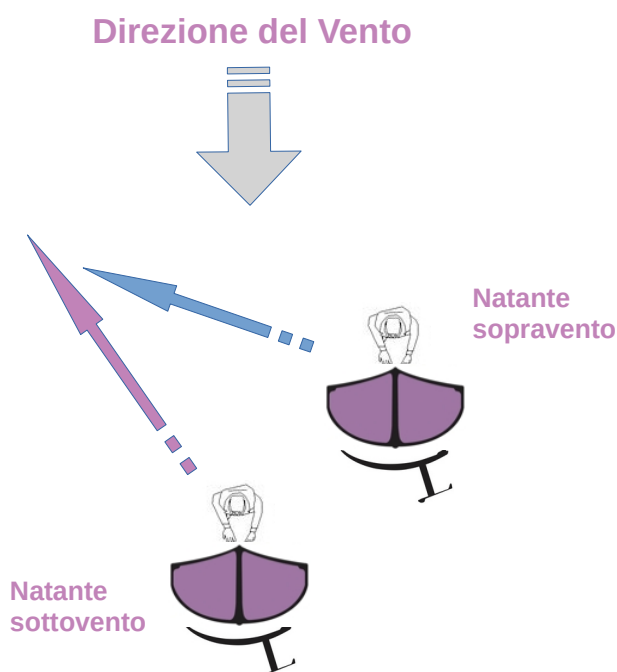 Direzione del Vento
Natante
sopravento
Natante
sottovento